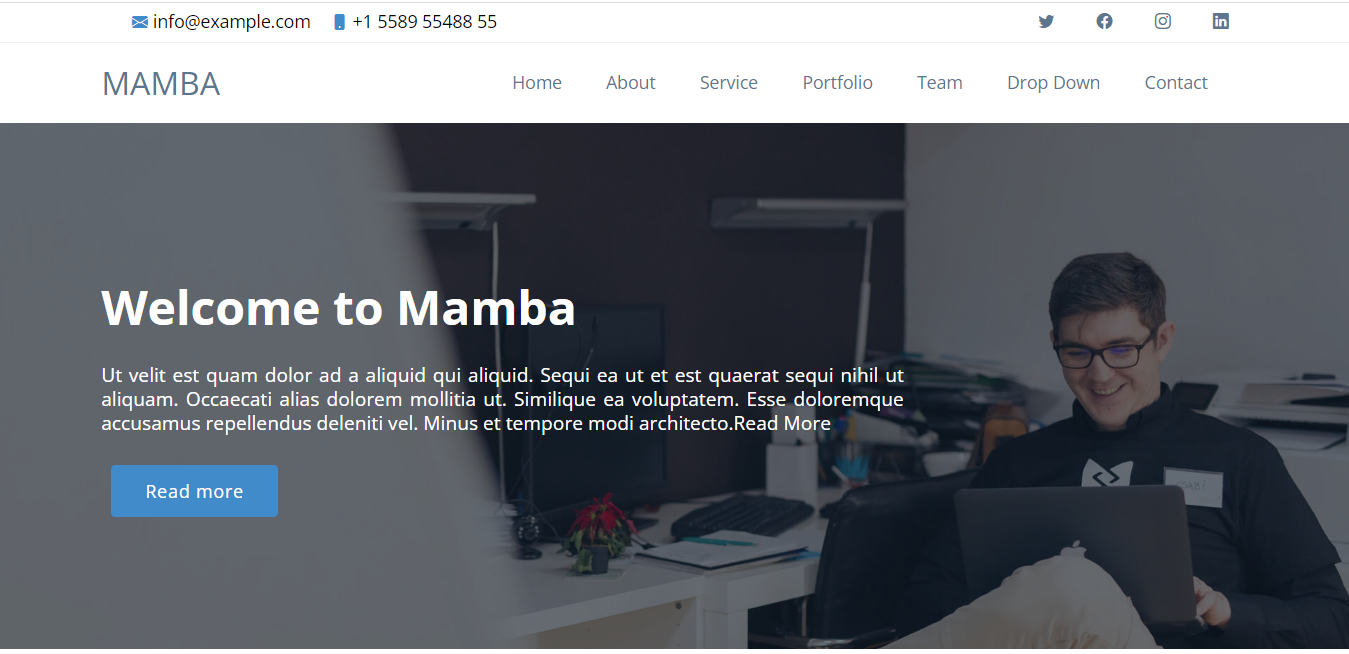 info@example.com +1 5589 55488 55
MAMBA Home About Service Portfolio Team Drop Down Contact
Welcome to Mamba
Ut velit est quam dolor ad a aliquid qui aliquid. Sequi ea ut et est quaerat sequi nihil ut
aliquam. Occaecati alias dolorem mollitia ut. Similique ea voluptatem. Esse doloremque
accusamus repellendus deleniti vel. Minus et tempore modi architecto.Read More
Read more